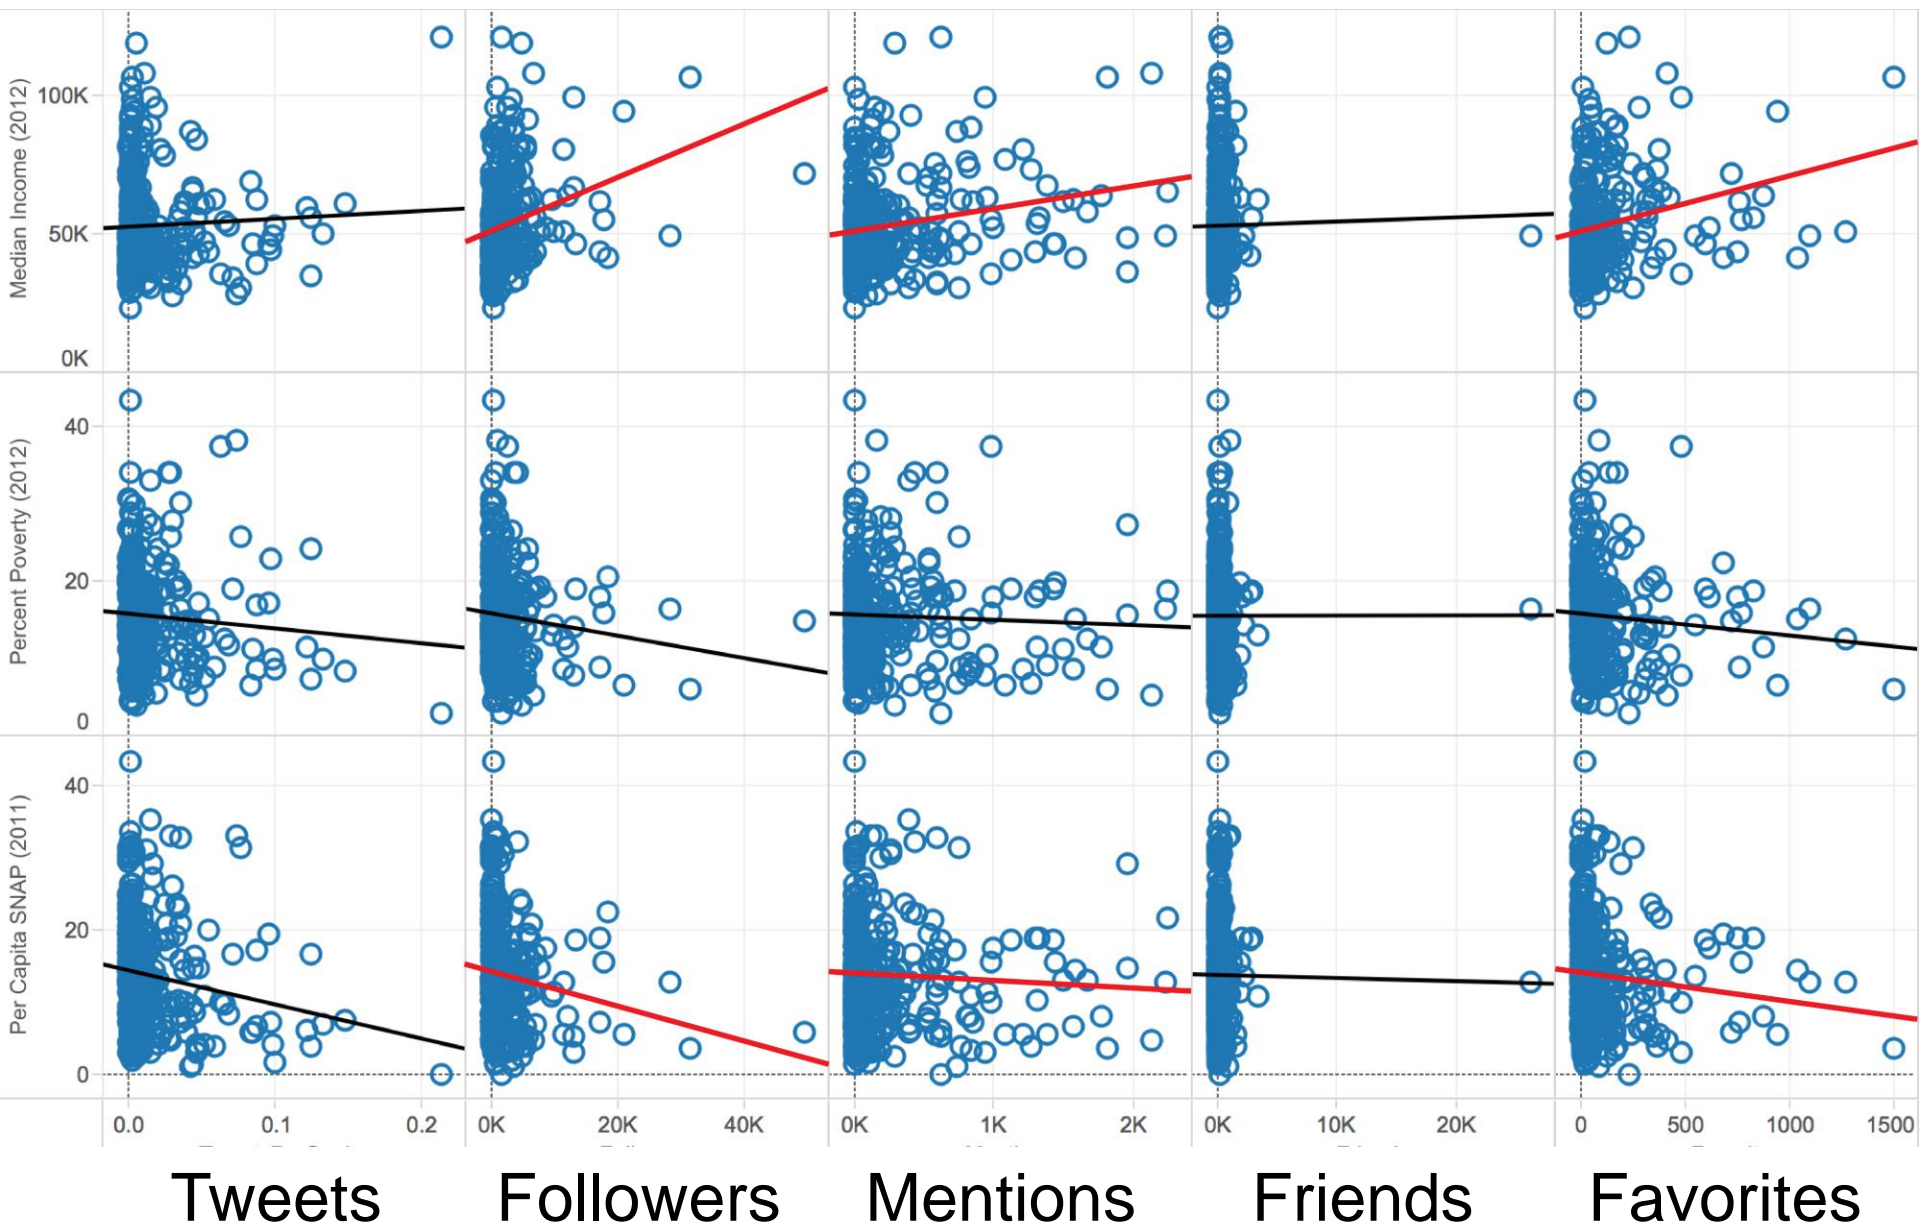 Median Income (2012)
100K
50K
0K
Percent Poverty (2012)
40
20
0
Per Capita SNAP (2011)
40
20
0
0.0 0.1 0.2 0K 20K 40K 0K 1K 2K 0K 10K 20K 0 500 1000 1500
Tweets Followers Mentions Friends Favorites